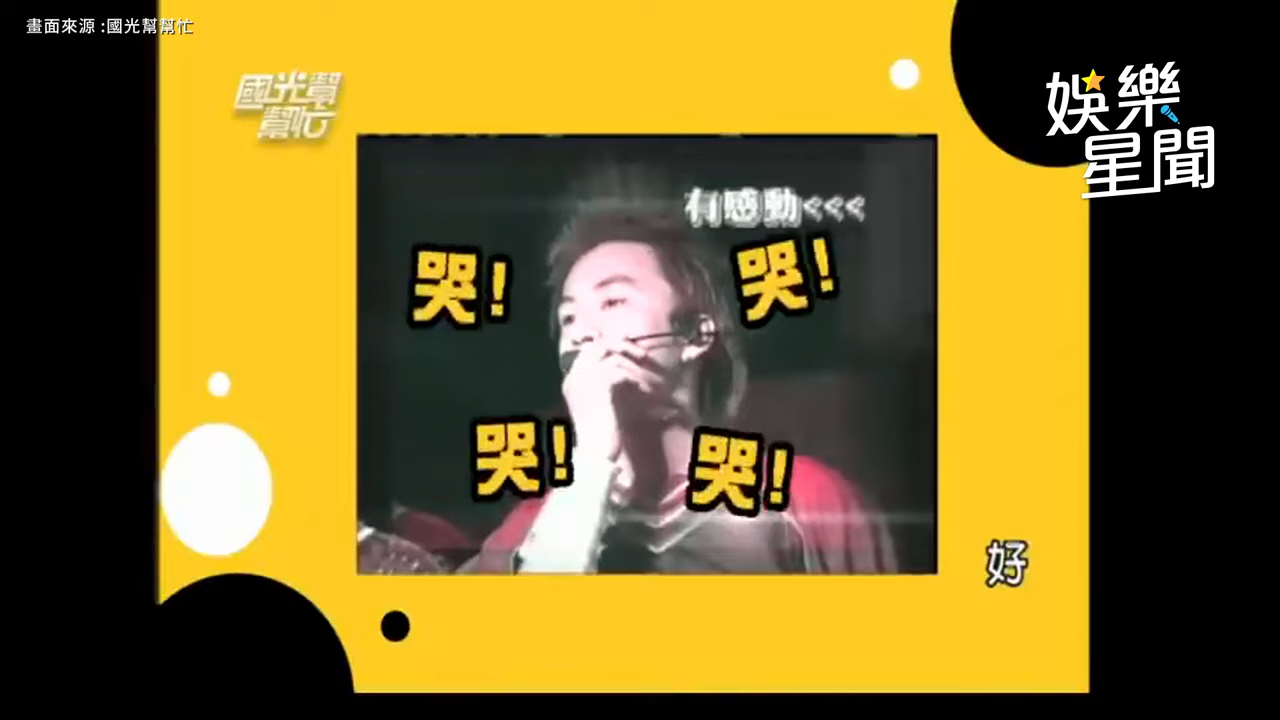 畫面來源 :國光幫幫忙
娛樂
星聞
國光幫
幫忙
有感動<<<
哭!
哭!
哭!
哭!
好